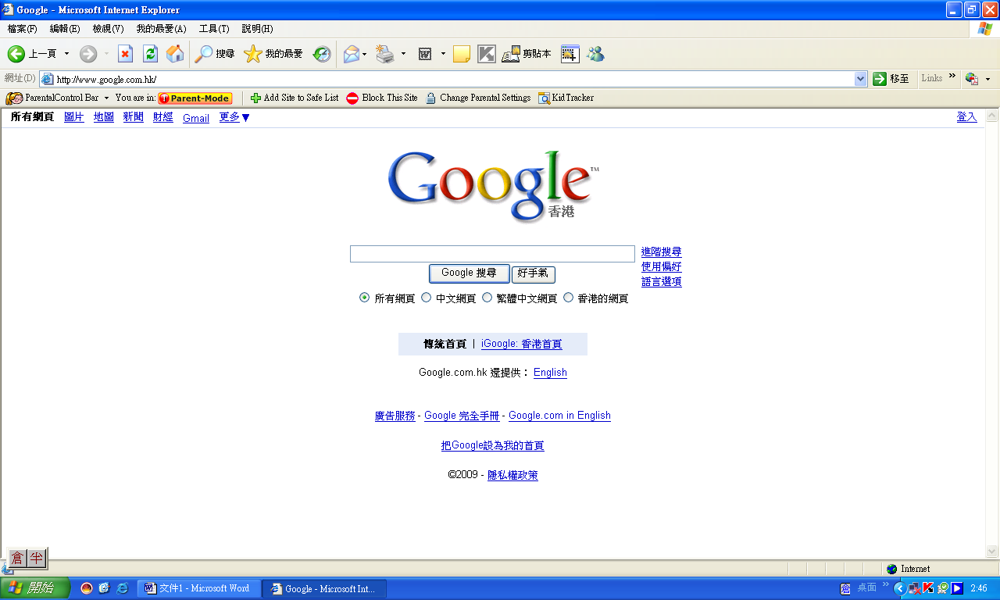 Google - Microsoft Internet Explorer
檔案(F) 編輯(E) 檢視(V) 我的最愛(A) 工具(T) 說明(H)
上一頁 搜尋 我的最愛 剪貼本
網址(D) http://www.google.com.hk/ 移至 Links »
ParentalControl Bar You are in: Parent-Mode Add Site to Safe List Block This Site Change Parental Settings KidTracker
所有網頁 圖片 地圖 新聞 財經 Gmail 更多▼ 登入
Google™
香港
進階搜尋
Google 搜尋 好手氣 使用偏好
語言選項
所有網頁 中文網頁 繁體中文網頁 香港的網頁
傳統首頁 | iGoogle: 香港首頁
Google.com.hk 還提供： English
廣告服務 - Google 完全手冊 - Google.com in English
把Google設為我的首頁
©2009 - 隱私權政策
倉 半
Internet
開始 文件1 - Microsoft Word Google - Microsoft Int... 倉 桌面 » 2:46